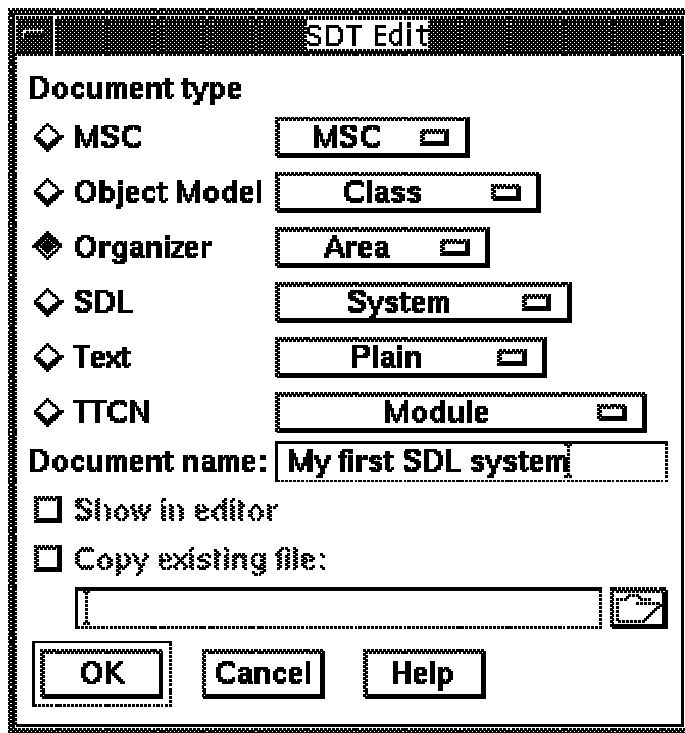 SDT Edit
Document type
MSC MSC
Object Model Class
Organizer Area
SDL System
Text Plain
TTCN Module
Document name: My first SDL system
Show in editor
Copy existing file:
OK Cancel Help